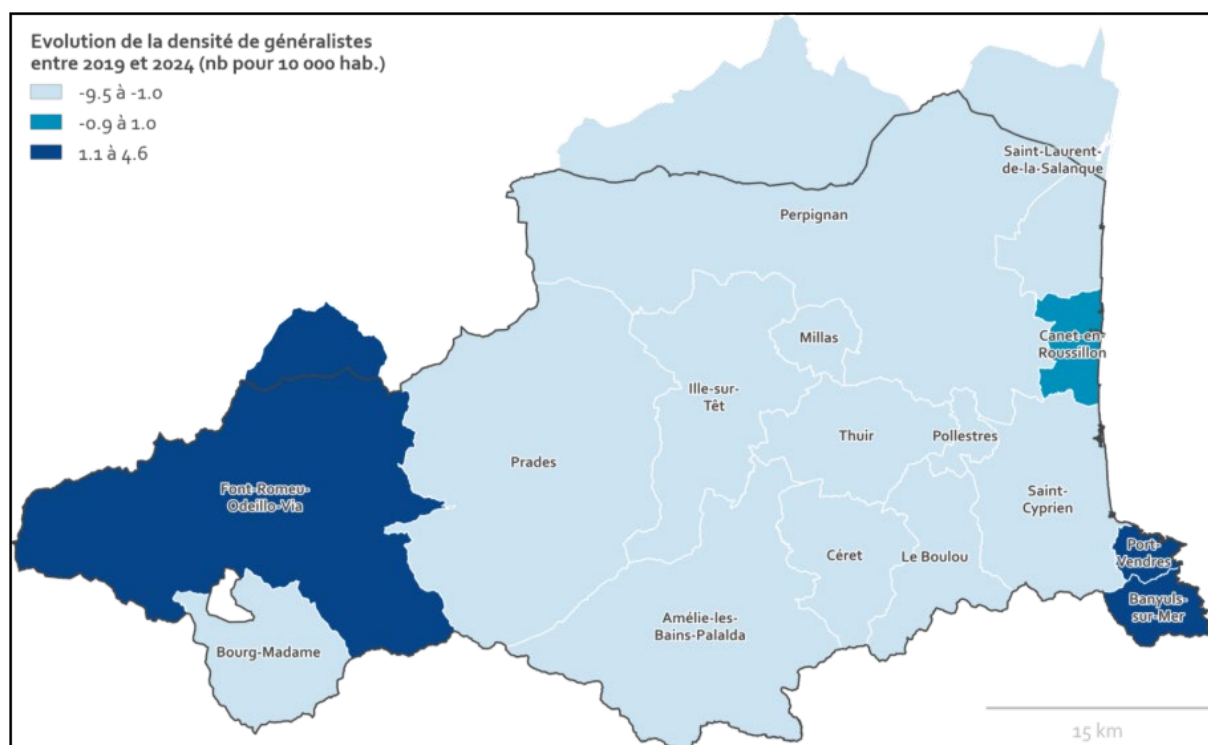 Evolution de la densité de généralistes
entre 2019 et 2024 (nb pour 10 000 hab.)
-9.5 à -1.0
-0.9 à 1.0
1.1 à 4.6
Saint-Laurent-
de-la-Salanque
Perpignan
Canet-en-
Roussillon
Millas
Ille-sur-
Têt
Thuir
Pollestres
Prades
Font-Romeu-
Odeillo-Via
Saint-
Cyprien
Céret
Le Boulou
Port-
Vendres
Banyuls-
sur-Mer
Amélie-les-
Bains-Palalda
Bourg-Madame
15 km